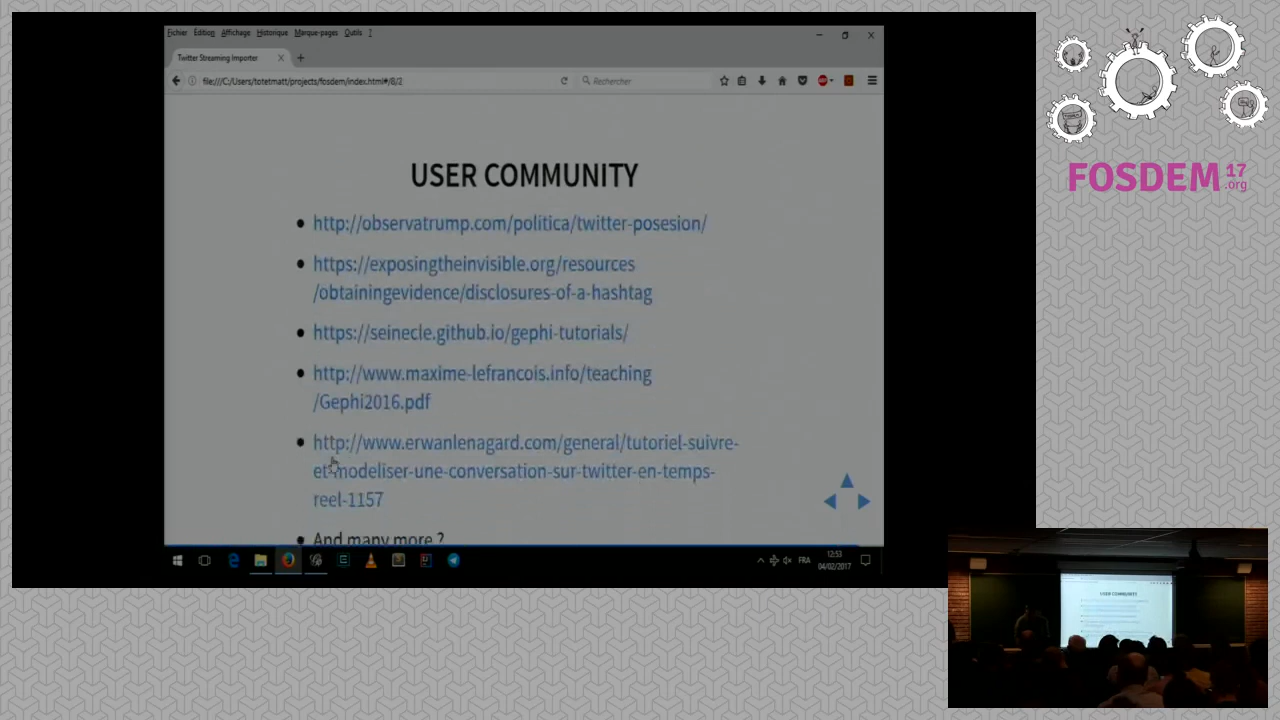 Fichier Édition Affichage Historique Marque-pages Outils ?
Twitter Streaming Importer
file:///C:/Users/totetmatt/projects/fosdem/index.html#/8/2
Rechercher
USER COMMUNITY
http://observatrump.com/politica/twitter-posesion/
https://exposingtheinvisible.org/resources
/obtainingevidence/disclosures-of-a-hashtag
https://seinecle.github.io/gephi-tutorials/
http://www.maxime-lefrancois.info/teaching
/Gephi2016.pdf
http://www.erwanlenagard.com/general/tutoriel-suivre-
et-modeliser-une-conversation-sur-twitter-en-temps-
reel-1157
And many more ?
FRA
12:53
04/02/2017
FOSDEM 17
.org
USER COMMUNITY